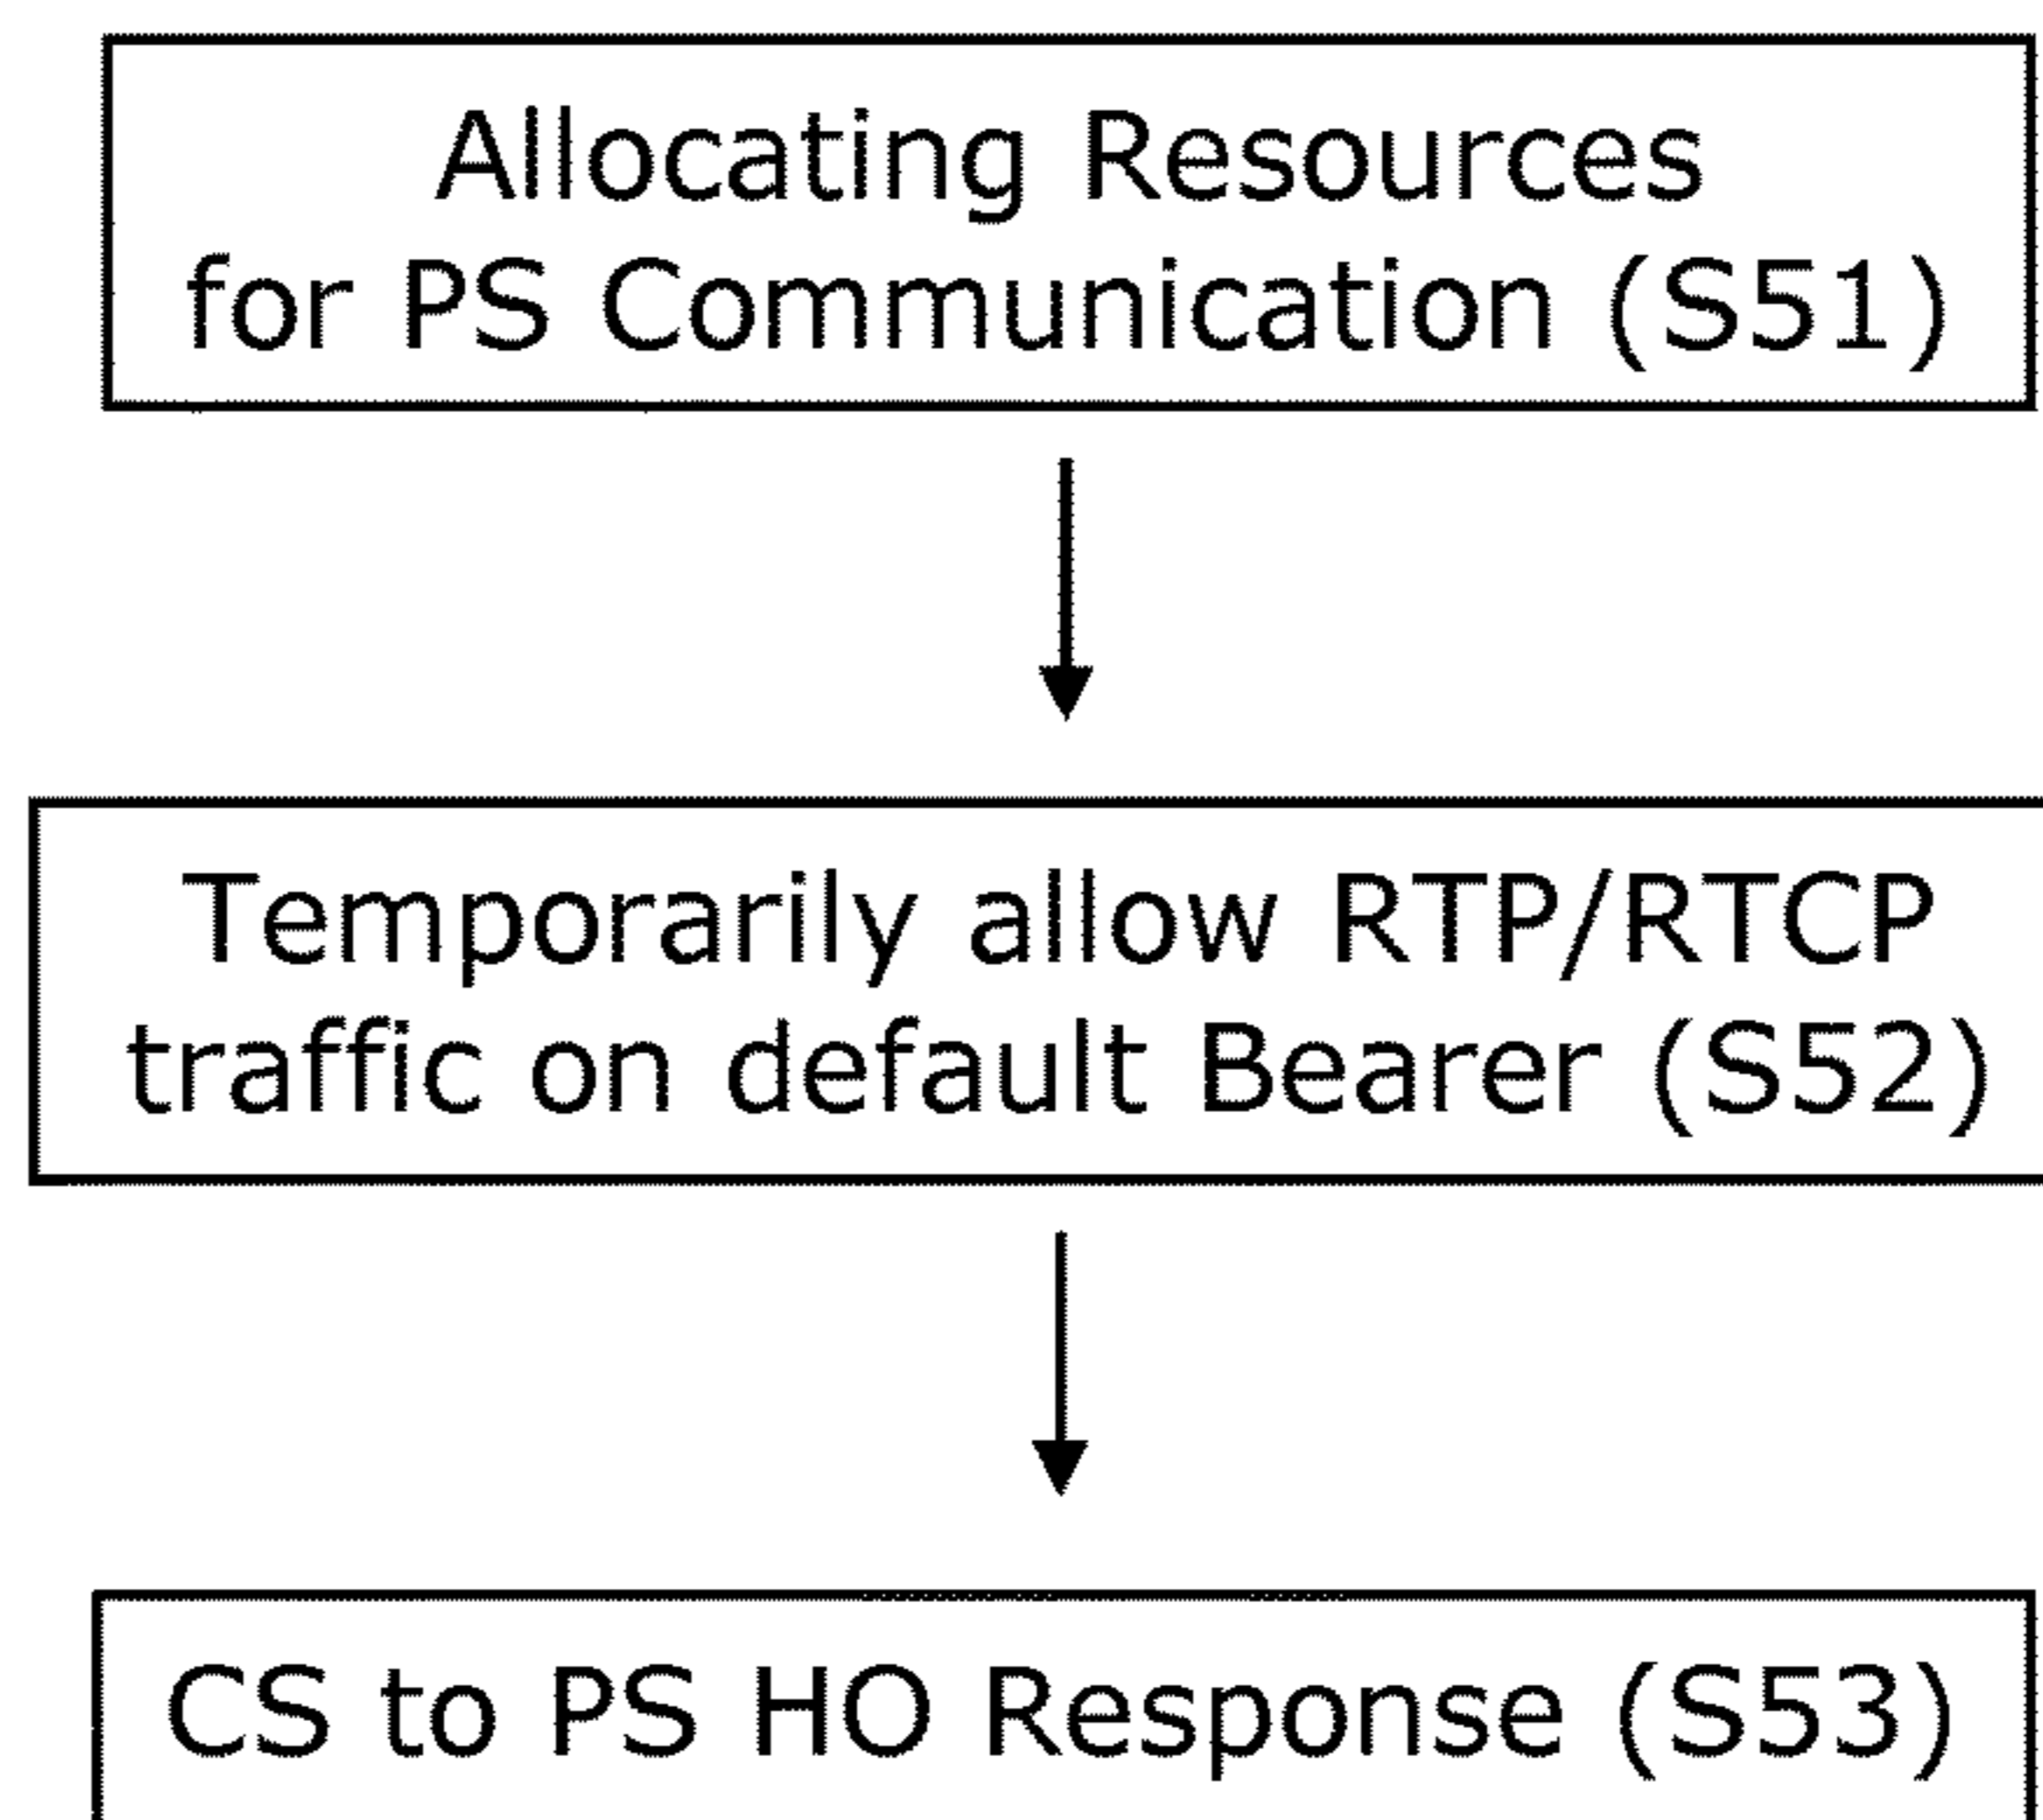 Allocating Resources
for PS Communication (S51)
Temporarily allow RTP/RTCP
traffic on default Bearer (S52)
CS to PS HO Response (S53)